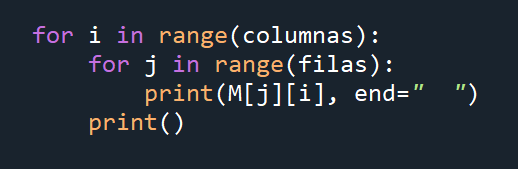 for i in range(columnas):
    for j in range(filas):
        print(M[j][i], end="  ")
    print()